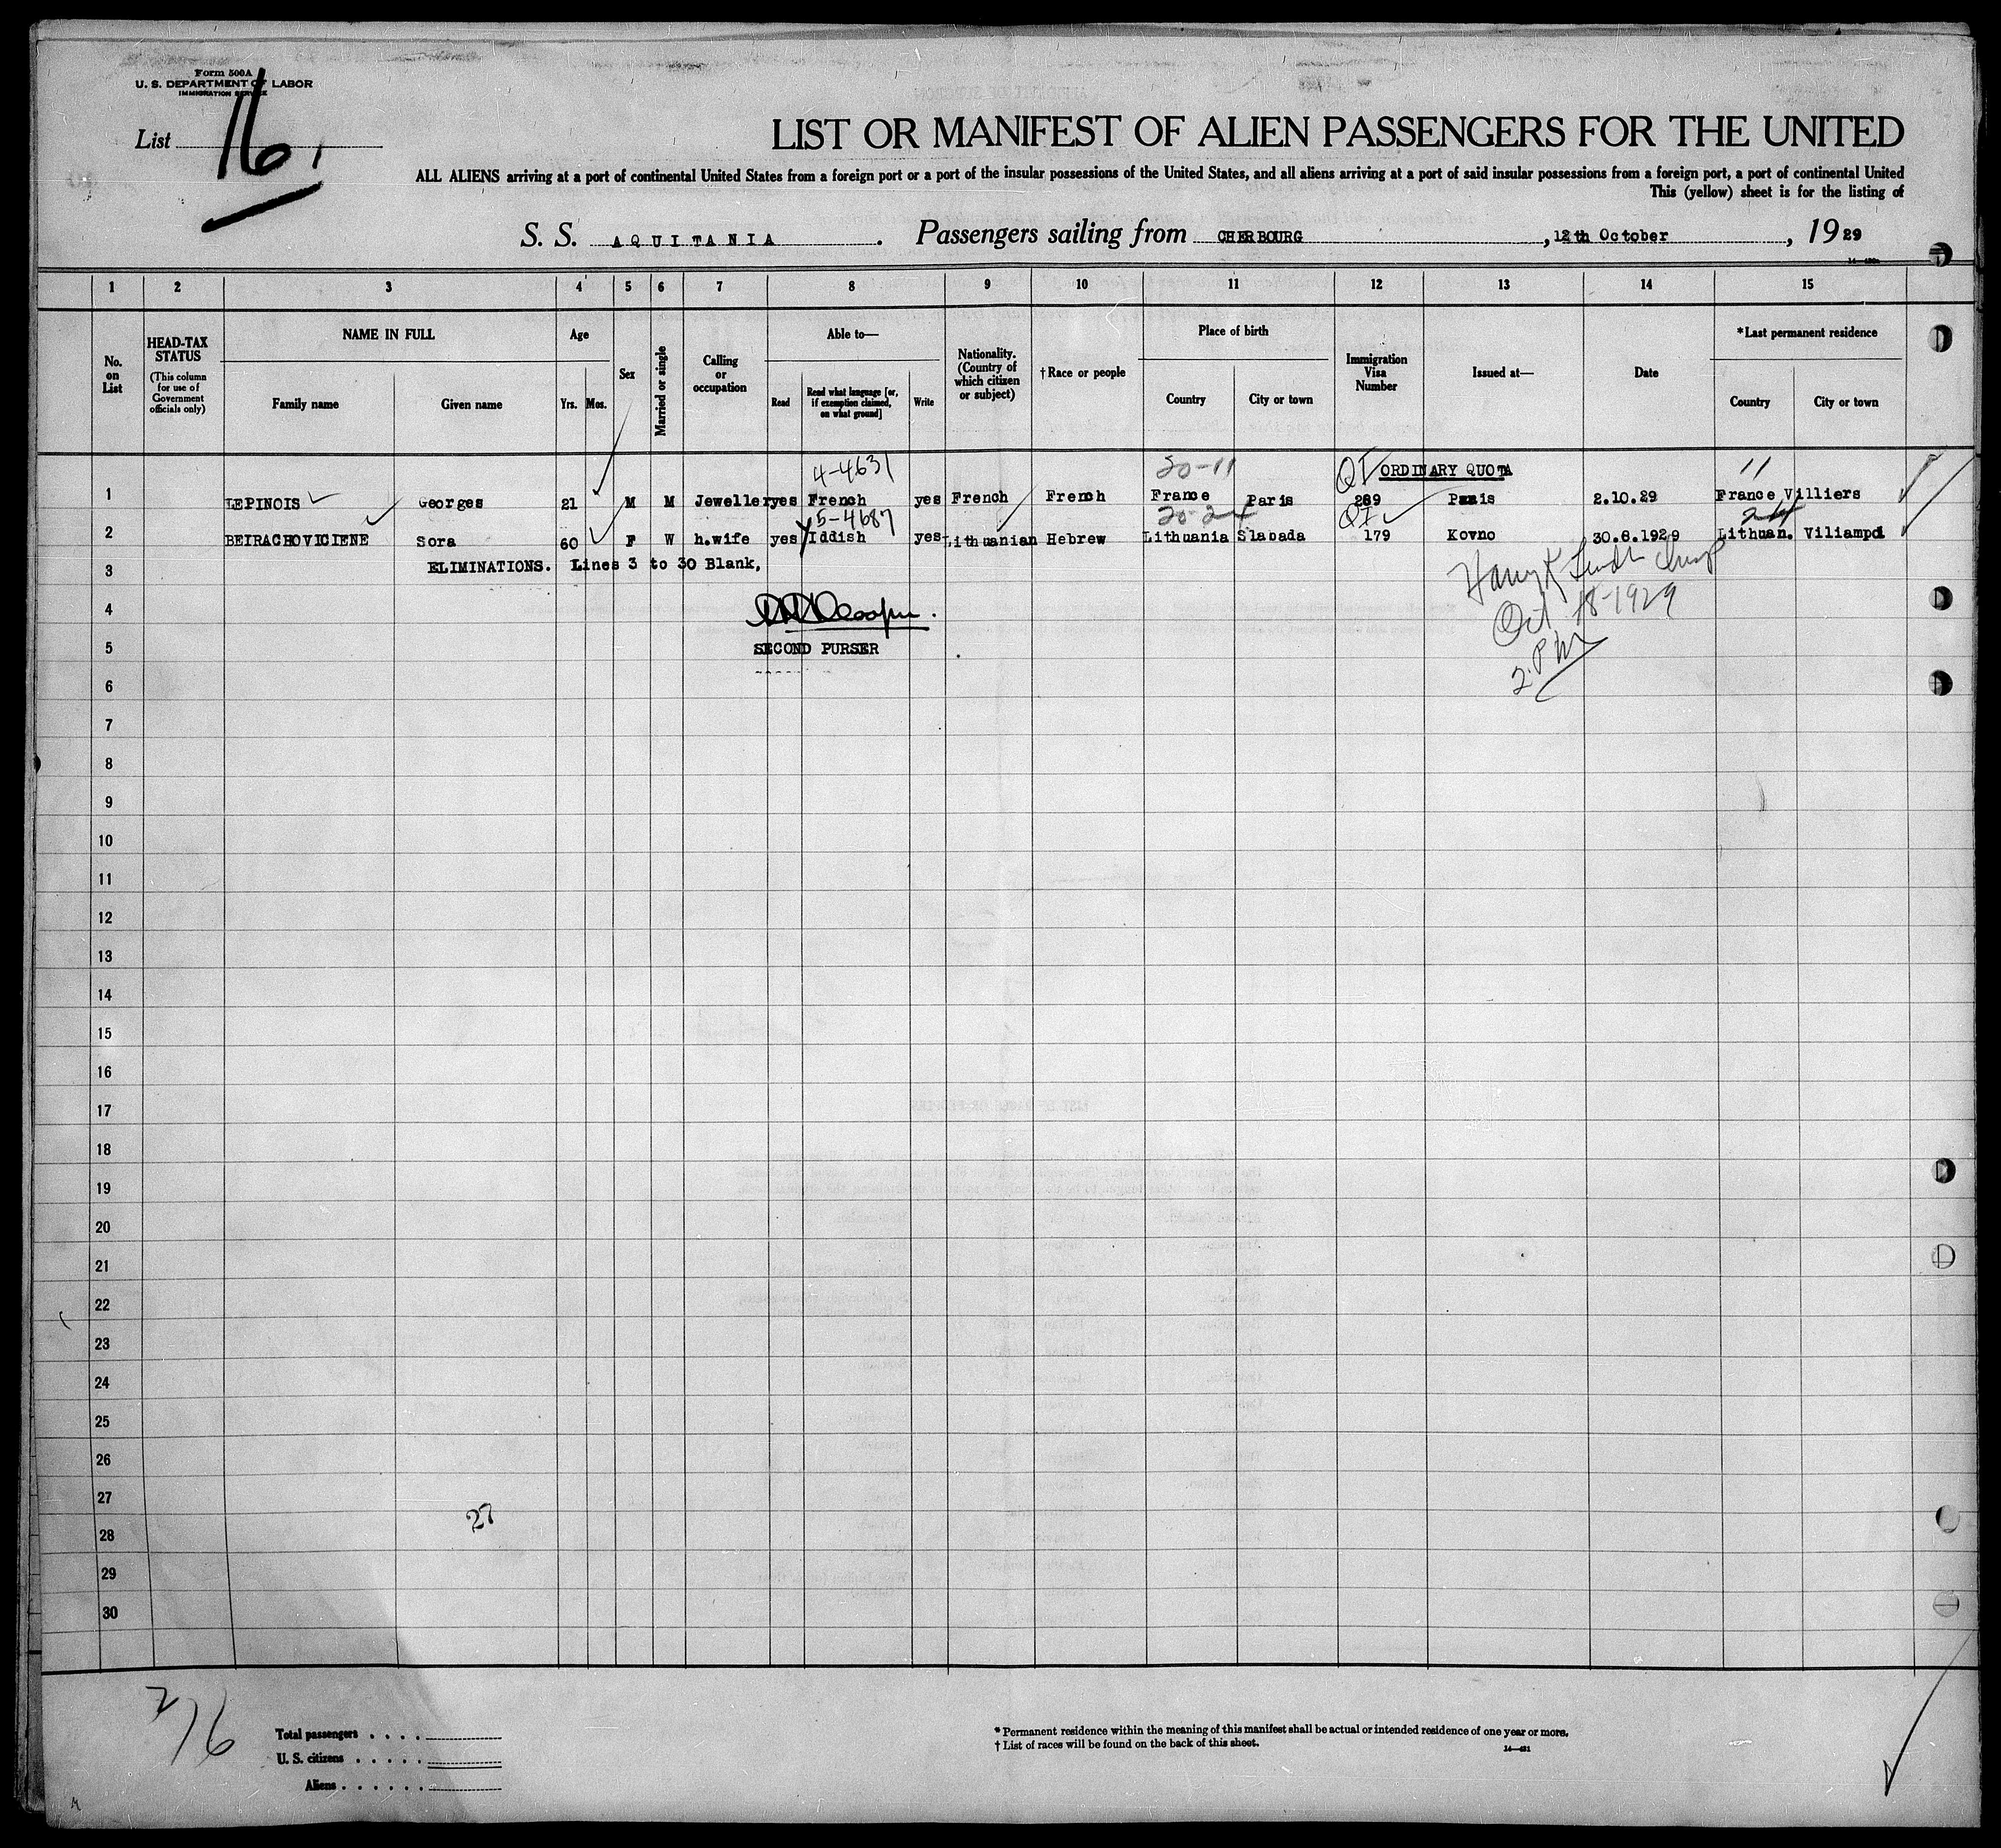 Form 500A
U. S. DEPARTMENT OF LABOR
IMMIGRATION SERVICE
List 16.
LIST OR MANIFEST OF ALIEN PASSENGERS FOR THE UNITED
ALL ALIENS arriving at a port of continental United States from a foreign port or a port of the insular possessions of the United States, and all aliens arriving at a port of said insular possessions from a foreign port, a port of continental United
This (yellow) sheet is for the listing of
S. S. AQUITANIA. Passengers sailing from CHERBOURG, 12th October, 1929
1 2 3 4 5 6 7 8 9 10 11 12 13 14 15
No. on List
HEAD-TAX STATUS
(This column for use of Government officials only)
NAME IN FULL
Family name
Given name
Age
Yrs. Mos.
Sex
Married or single
Calling or occupation
Able to—
Read
Read what language [or, if exemption claimed, on what ground]
Write
Nationality. (Country of which citizen or subject)
† Race or people
Place of birth
Country
City or town
Immigration Visa Number
Issued at—
Date
*Last permanent residence
Country
City or town
4-4631 20-11 QI ORDINARY QUOTA 11
1 LEPINOIS Georges 21 M M Jeweller yes French yes French French France Paris 289 Paris 2.10.29 France Villiers
5-4687 20-24 QI 24
2 BEIRACHOVICIENE Sora 60 F W h.wife yes Yiddish yes Lithuanian Hebrew Lithuania Slabada 179 Kovno 30.8.1929 Lithuan. Viliampol
3 ELIMINATIONS. Lines 3 to 30 Blank,
Harry
4
Oct 18-1929
5 SECOND PURSER
2. P M
6
7
8
9
10
11
12
13
14
15
16
17
18
19
20
21
22
23
24
25
26
27
27
28
29
30
2/16
Total passengers . . . .
U. S. citizens . . . . .
Aliens . . . . . .
* Permanent residence within the meaning of this manifest shall be actual or intended residence of one year or more.
† List of races will be found on the back of this sheet.
14—421